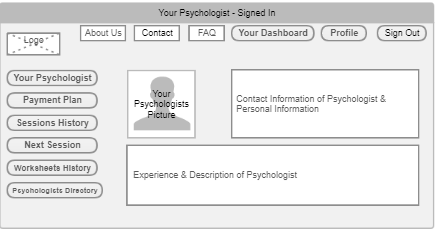 Your Psychologist - Signed In
Logo
About Us
Contact
FAQ
Your Dashboard
Profile
Sign Out
Your Psychologist
Payment Plan
Sessions History
Next Session
Worksheets History
Psychologists Directory
Your
Psychologists
Picture
Contact Information of Psychologist &
Personal Information
Experience & Description of Psychologist